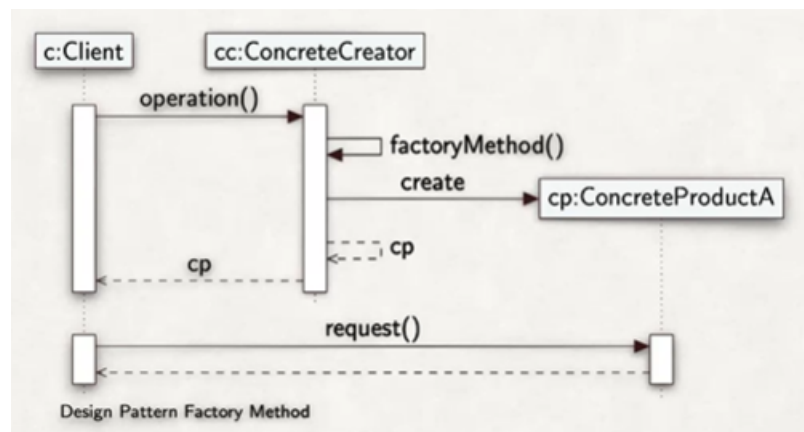 c:Client
cc:ConcreteCreator
operation()
factoryMethod()
create
cp:ConcreteProductA
cp
cp
request()
Design Pattern Factory Method